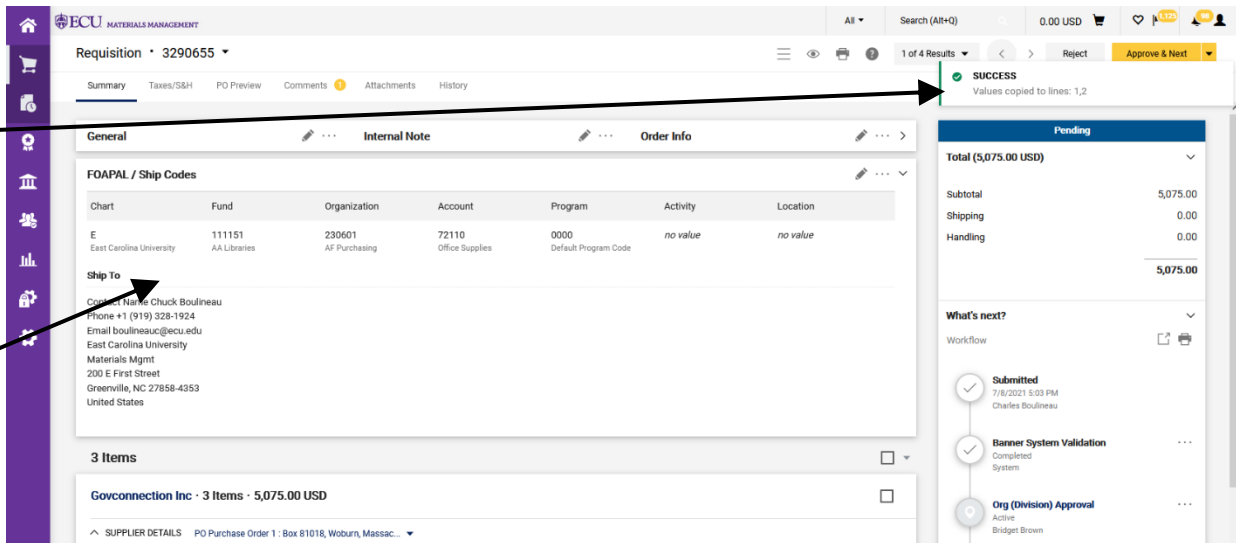 ECU MATERIALS MANAGEMENT
All
Search (Alt+Q)
0.00 USD
1,125
Requisition · 3290655
1 of 4 Results
Reject
Approve & Next
Summary
Taxes/S&H
PO Preview
Comments 1
Attachments
History
SUCCESS
Values copied to lines: 1,2
General
Internal Note
Order Info
Pending
Total (5,075.00 USD)
FOAPAL / Ship Codes
Chart Fund Organization Account Program Activity Location
E 111151 230601 72110 0000 no value no value
East Carolina University AA Libraries AF Purchasing Office Supplies Default Program Code
Subtotal 5,075.00
Shipping 0.00
Handling 0.00
5,075.00
Ship To
Contact Name Chuck Boulineau
Phone +1 (919) 328-1924
Email boulineauc@ecu.edu
East Carolina University
Materials Mgmt
200 E First Street
Greenville, NC 27858-4353
United States
What's next?
Workflow
Submitted
7/8/2021 5:03 PM
Charles Boulineau
Banner System Validation
Completed
System
Org (Division) Approval
Active
Bridget Brown
3 Items
Govconnection Inc · 3 Items · 5,075.00 USD
SUPPLIER DETAILS PO Purchase Order 1 : Box 81018, Woburn, Massac...